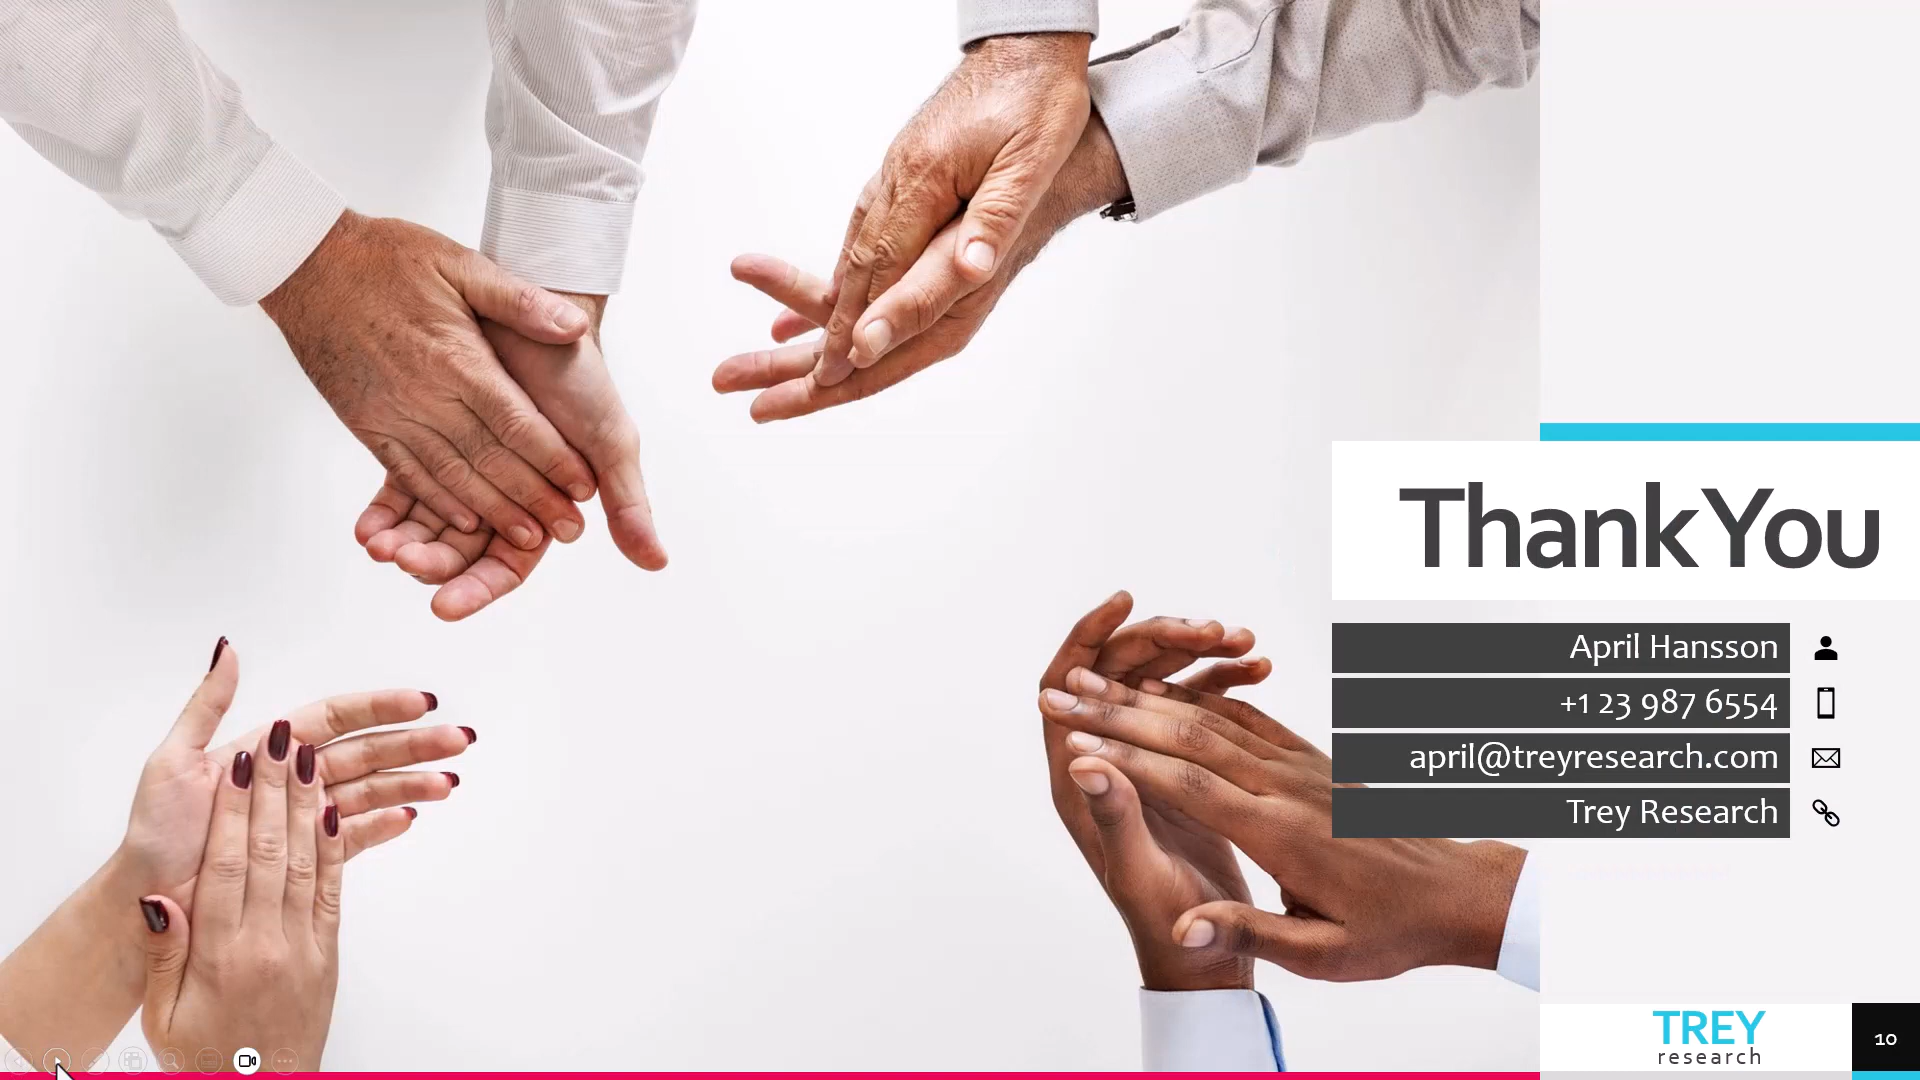 Thank You
April Hansson
+1 23 987 6554
april@treyresearch.com
Trey Research
TREY
research
10